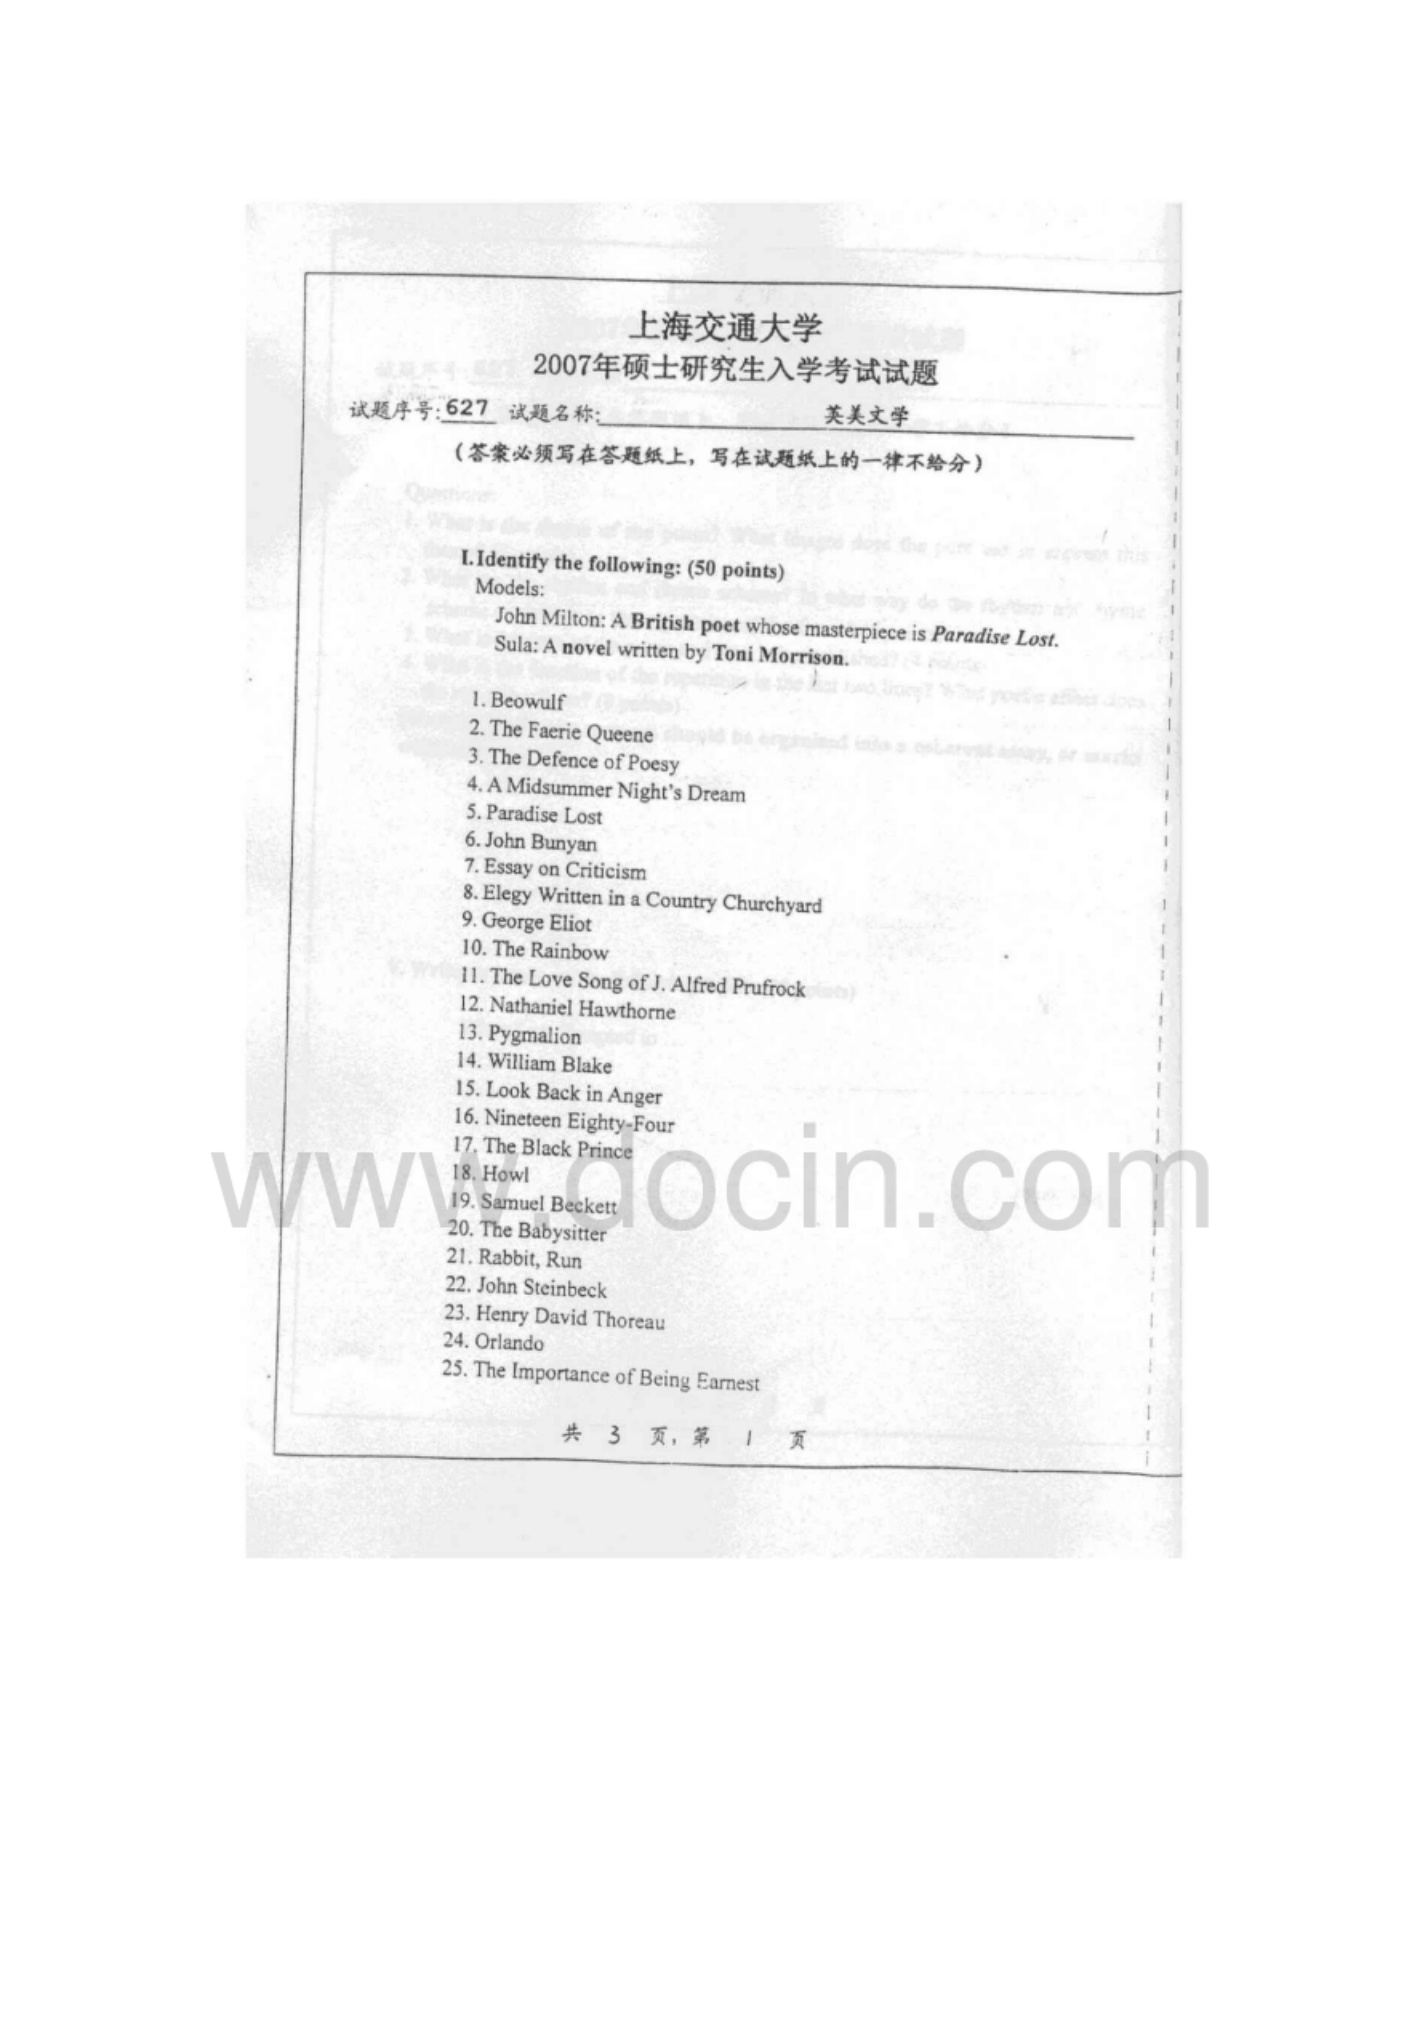 上海交通大学
2007年硕士研究生入学考试试题
试题序号:627 试题名称: 英美文学
(答案必须写在答题纸上，写在试题纸上的一律不给分)
I. Identify the following: (50 points)
Models:
John Milton: A British poet whose masterpiece is Paradise Lost.
Sula: A novel written by Toni Morrison.
1. Beowulf
2. The Faerie Queene
3. The Defence of Poesy
4. A Midsummer Night's Dream
5. Paradise Lost
6. John Bunyan
7. Essay on Criticism
8. Elegy Written in a Country Churchyard
9. George Eliot
10. The Rainbow
11. The Love Song of J. Alfred Prufrock
12. Nathaniel Hawthorne
13. Pygmalion
14. William Blake
15. Look Back in Anger
16. Nineteen Eighty-Four
17. The Black Prince
www.docin.com
18. Howl
19. Samuel Beckett
20. The Babysitter
21. Rabbit, Run
22. John Steinbeck
23. Henry David Thoreau
24. Orlando
25. The Importance of Being Earnest
共 3 页, 第 1 页